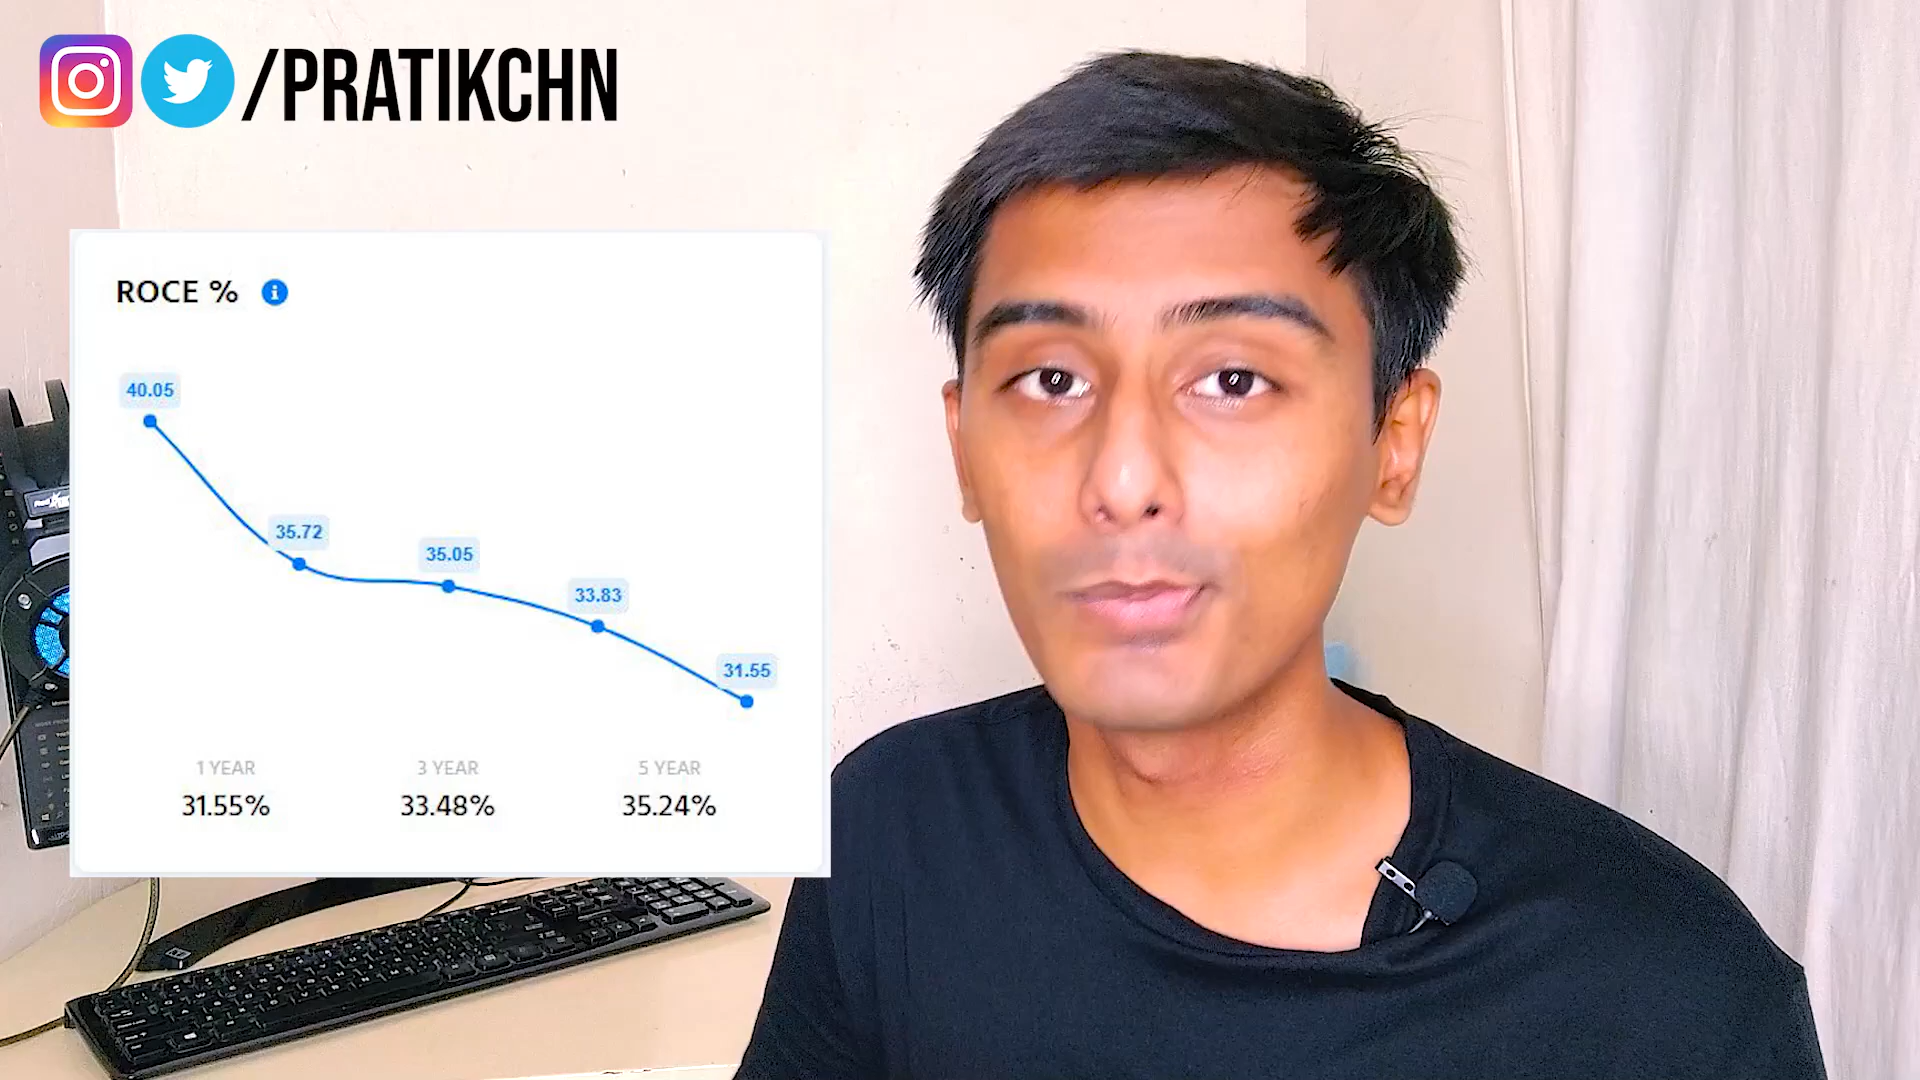 /PRATIKCHN
ROCE %
40.05
35.72
35.05
33.83
31.55
1 YEAR 3 YEAR 5 YEAR
31.55% 33.48% 35.24%